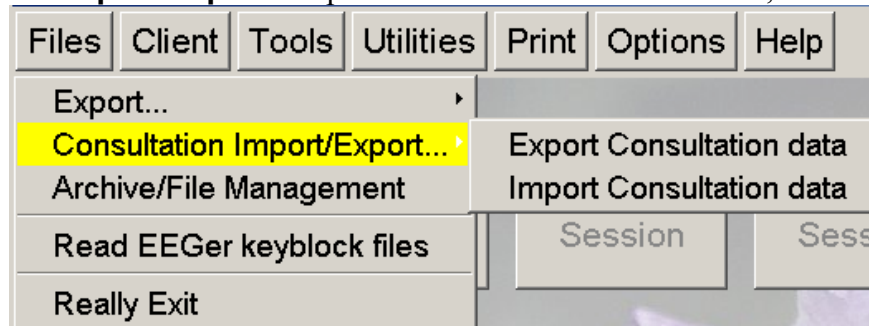 Files Client Tools Utilities Print Options Help
Export...
Consultation Import/Export... Export Consultation data
Archive/File Management Import Consultation data
Read EEGer keyblock files Session Sess
Really Exit